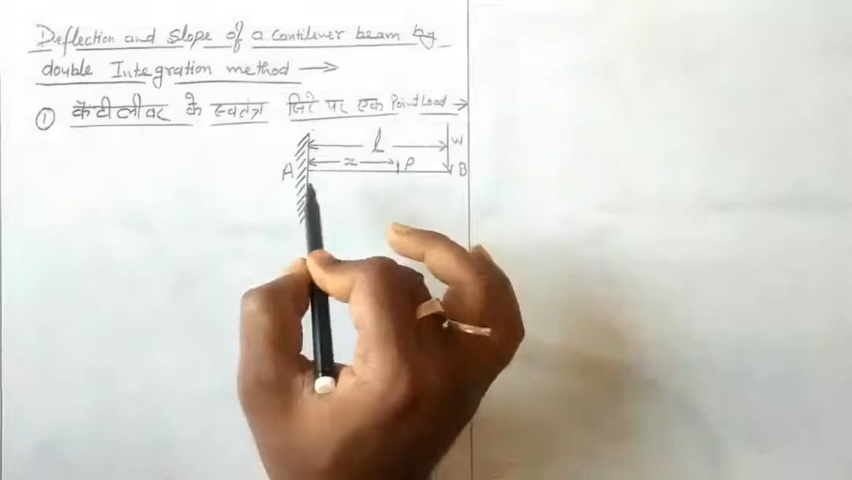 Deflection and slope of a cantilever beam by
double Integration method →
① केंटीलीवर के स्वतंत्र सिरे पर एक Point Load →
l
W
x
P
A
B